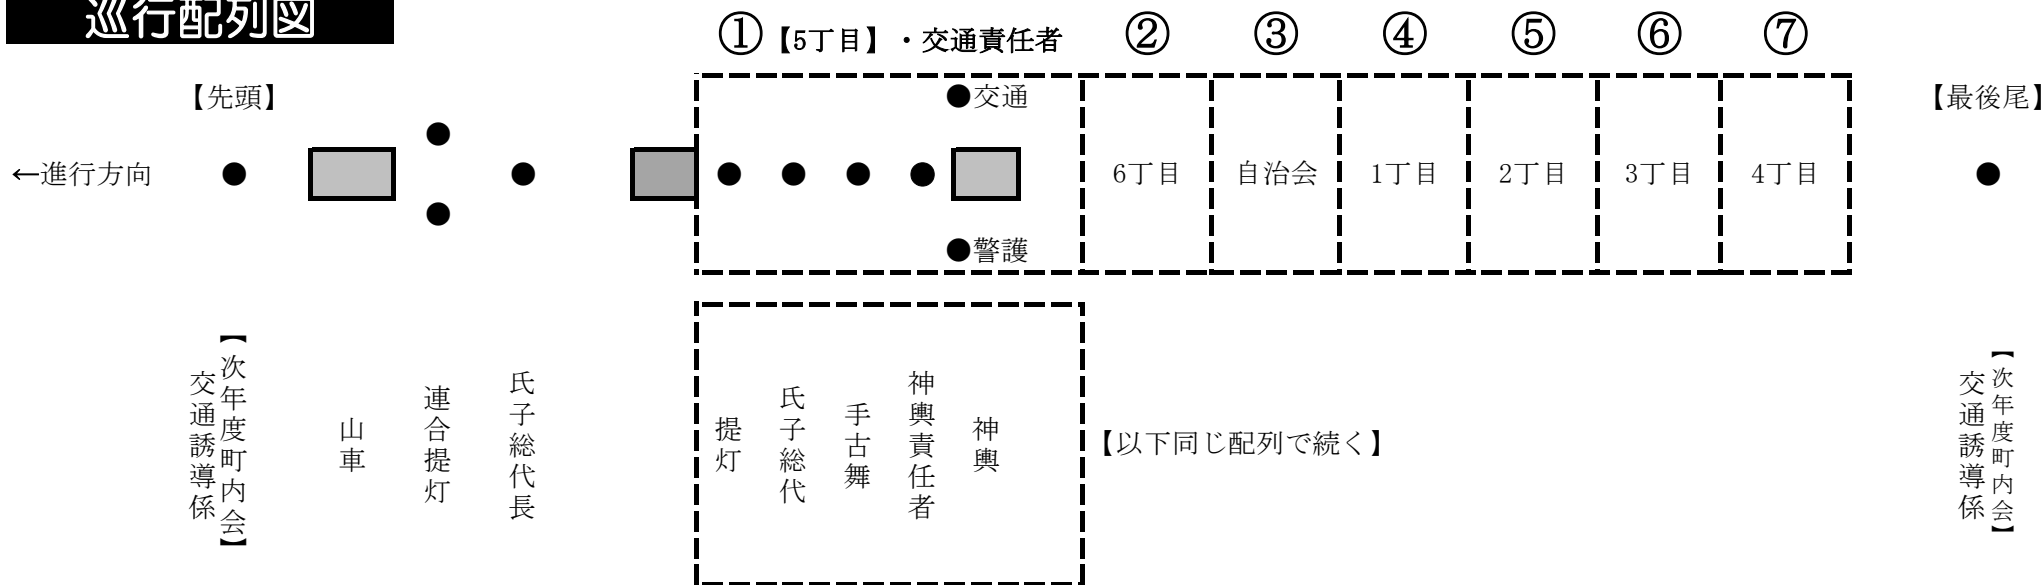 巡行配列図
①【5丁目】・交通責任者
②
③
④
⑤
⑥
⑦
【先頭】
●交通
【最後尾】
←進行方向
6丁目
自治会
1丁目
2丁目
3丁目
4丁目
●警護
【次年度町内会】
交通誘導係
山車
連合提灯
氏子総代長
提灯
氏子総代
手古舞
神輿責任者
神輿
【以下同じ配列で続く】
【次年度町内会】
交通誘導係